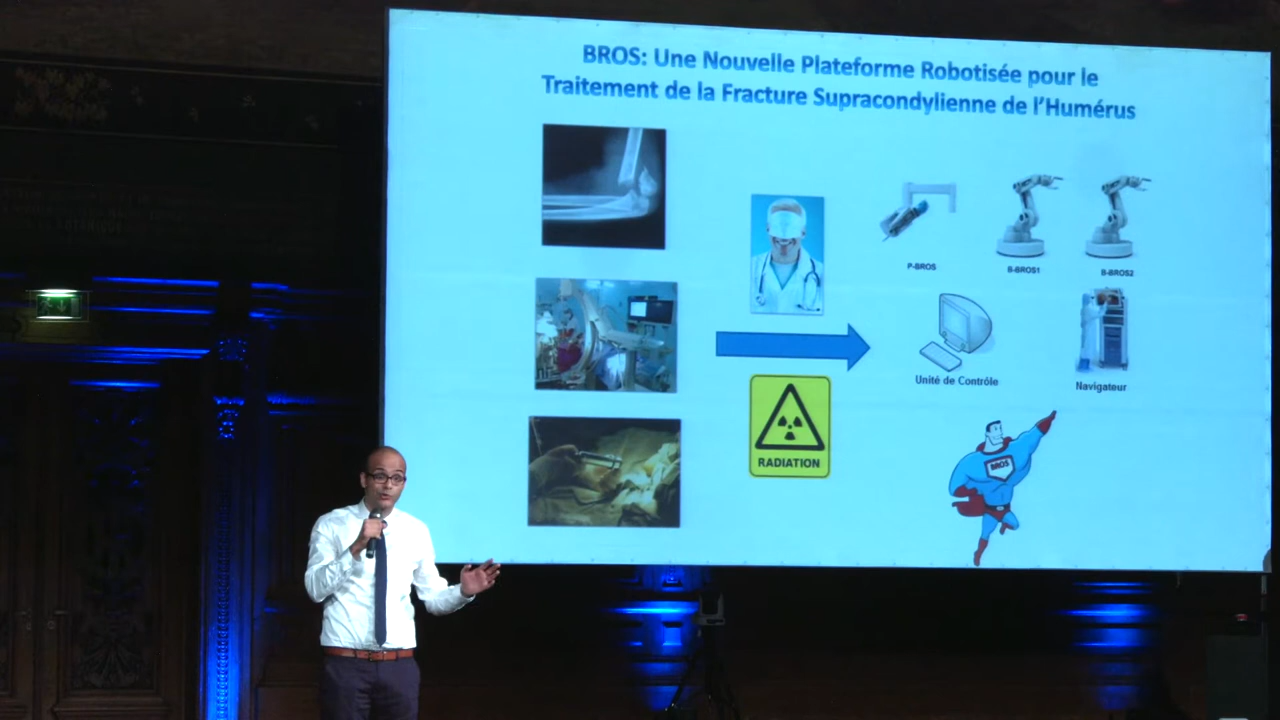 BROS: Une Nouvelle Plateforme Robotisée pour le
Traitement de la Fracture Supracondylienne de l'Humérus
P-BROS
B-BROS1
B-BROS2
Unité de Contrôle
Navigateur
RADIATION
BROS